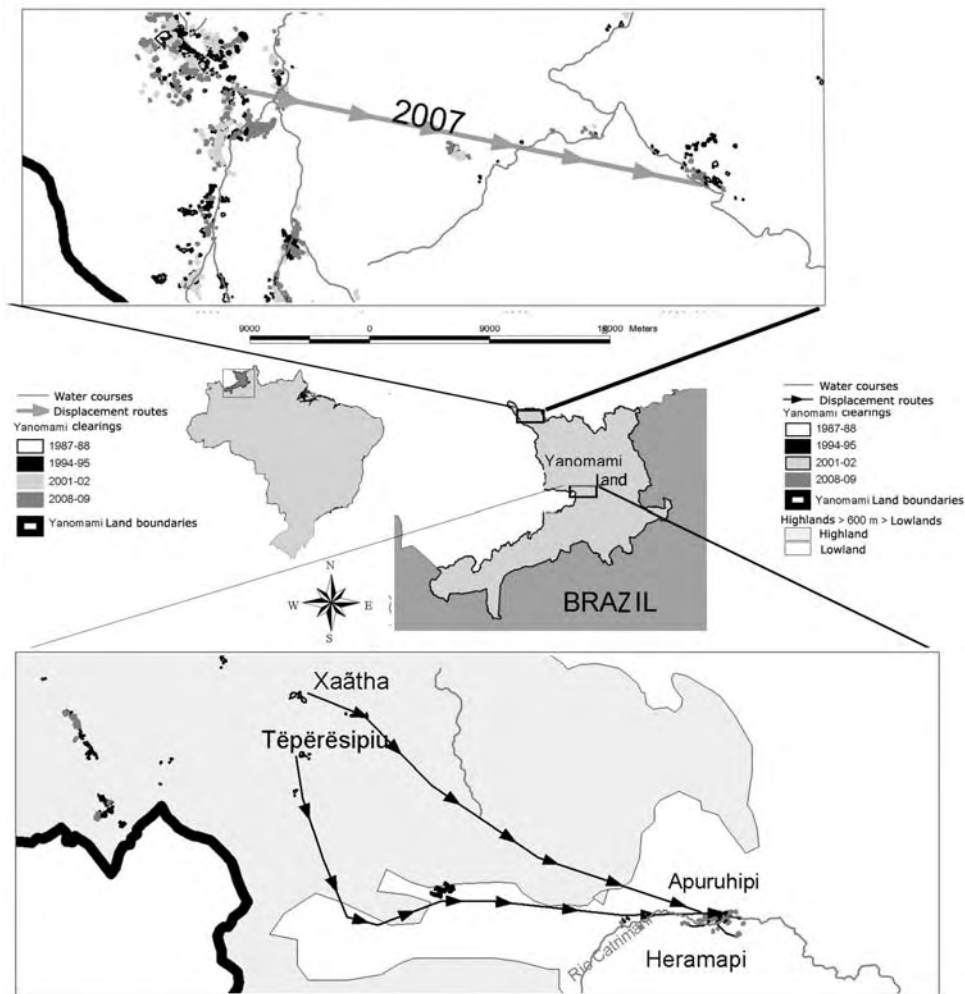 2007
9000 0 9000 18000 Meters
Water courses
Displacement routes
Yanomami clearings
1987-88
1994-95
2001-02
2008-09
Yanomami Land boundaries
Yanomami
Land
BRAZIL
N
W E
S
Water courses
Displacement routes
Yanomami clearings
1987-88
1994-95
2001-02
2008-09
Yanomami Land boundaries
Highlands > 600 m > Lowlands
Highland
Lowland
Xaãtha
Tëpërësipiu
Apuruhipi
Rio Catrimani
Heramapi